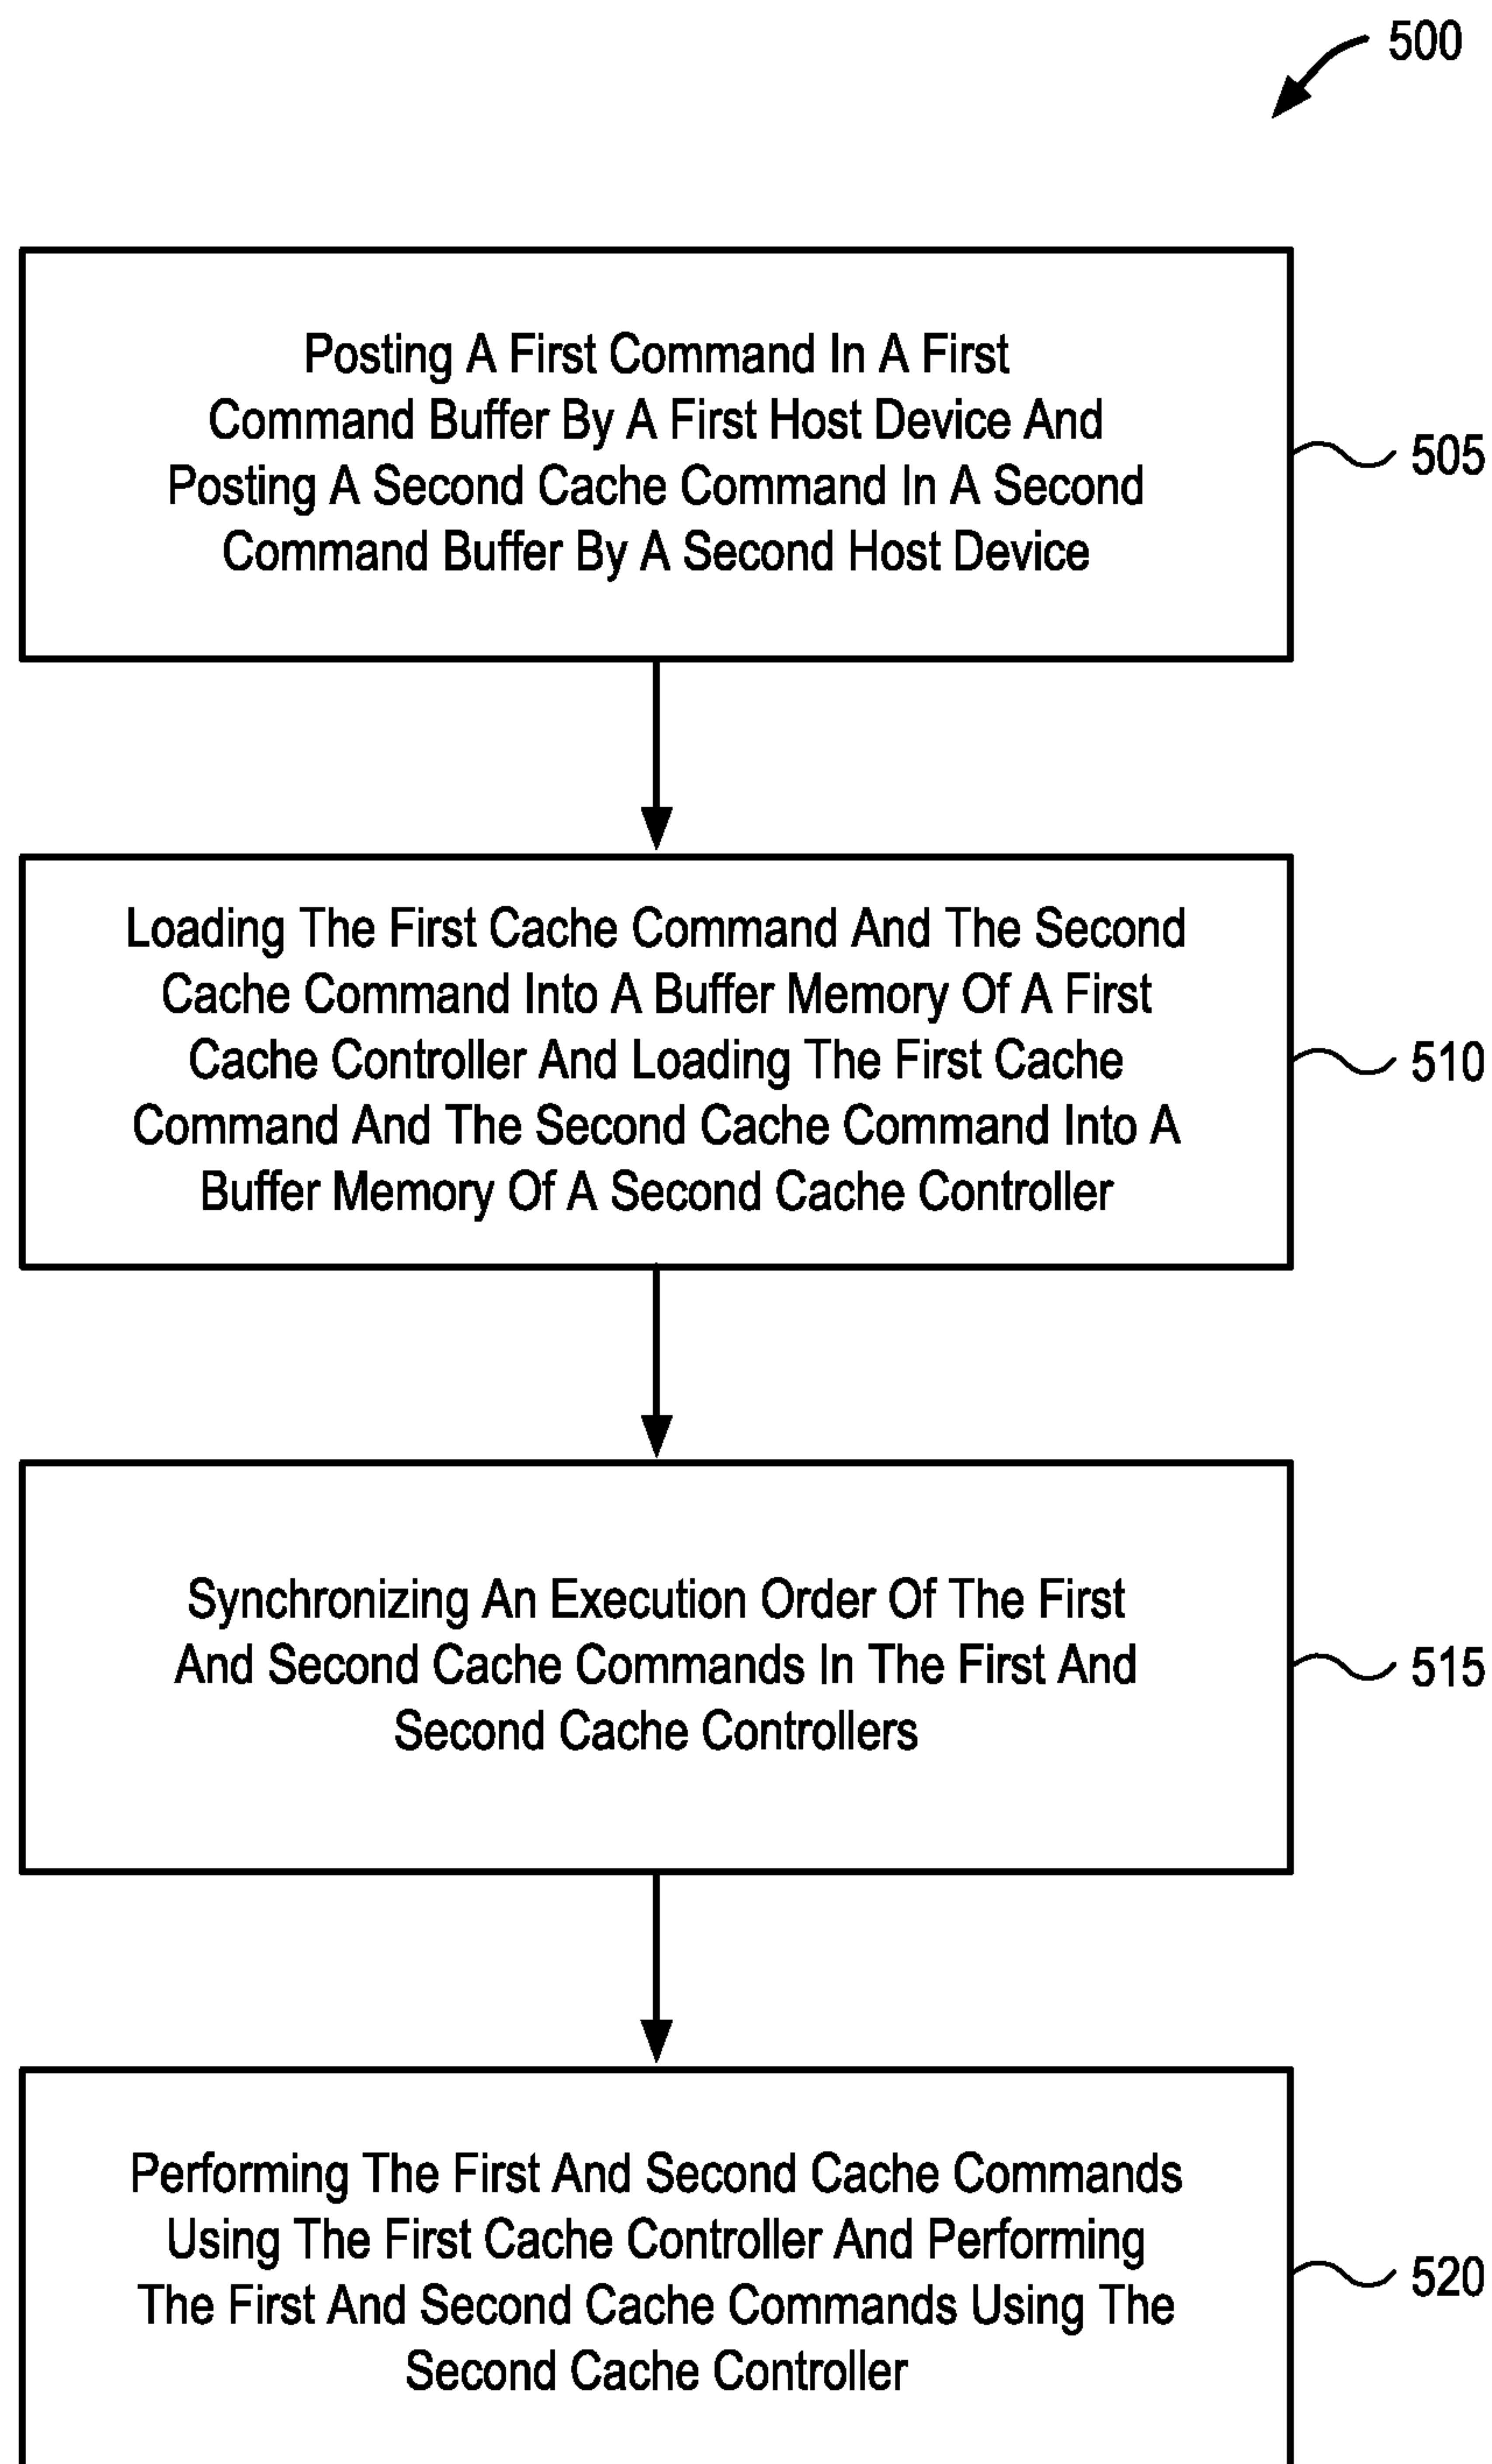 500
Posting A First Command In A First
Command Buffer By A First Host Device And
Posting A Second Cache Command In A Second
Command Buffer By A Second Host Device
505
Loading The First Cache Command And The Second
Cache Command Into A Buffer Memory Of A First
Cache Controller And Loading The First Cache
Command And The Second Cache Command Into A
Buffer Memory Of A Second Cache Controller
510
Synchronizing An Execution Order Of The First
And Second Cache Commands In The First And
Second Cache Controllers
515
Performing The First And Second Cache Commands
Using The First Cache Controller And Performing
The First And Second Cache Commands Using The
Second Cache Controller
520